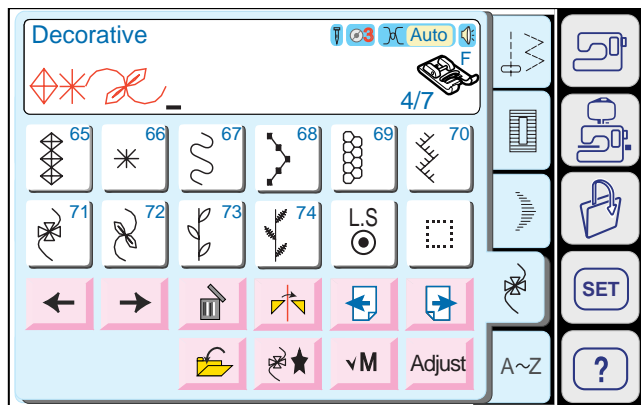 Decorative 3 Auto
F
4/7
65 66 67 68 69 70
71 72 73 74 L.S
M Adjust A~Z
SET
?